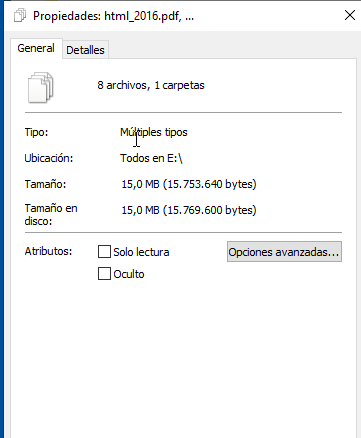 Propiedades: html_2016.pdf, ...
General Detalles
8 archivos, 1 carpetas
Tipo: Múltiples tipos
Ubicación: Todos en E:\
Tamaño: 15,0 MB (15.753.640 bytes)
Tamaño en disco: 15,0 MB (15.769.600 bytes)
Atributos: Solo lectura Opciones avanzadas...
Oculto